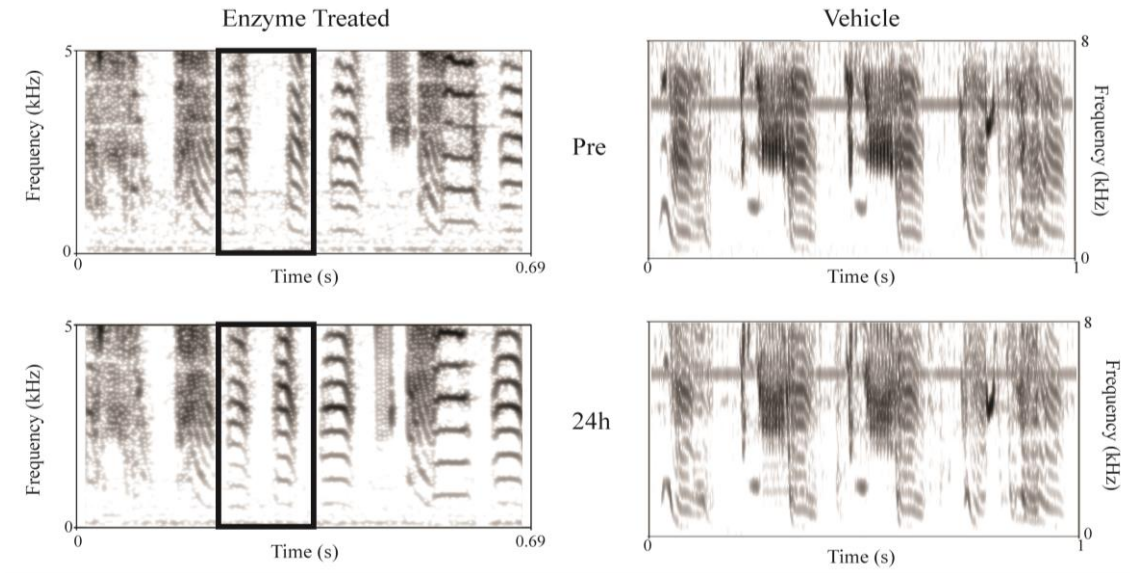 Enzyme Treated
Vehicle
5
Frequency (kHz)
0
0
Time (s)
0.69
Pre
8
Frequency (kHz)
0
0
Time (s)
1
5
Frequency (kHz)
0
0
Time (s)
0.69
24h
8
Frequency (kHz)
0
0
Time (s)
1